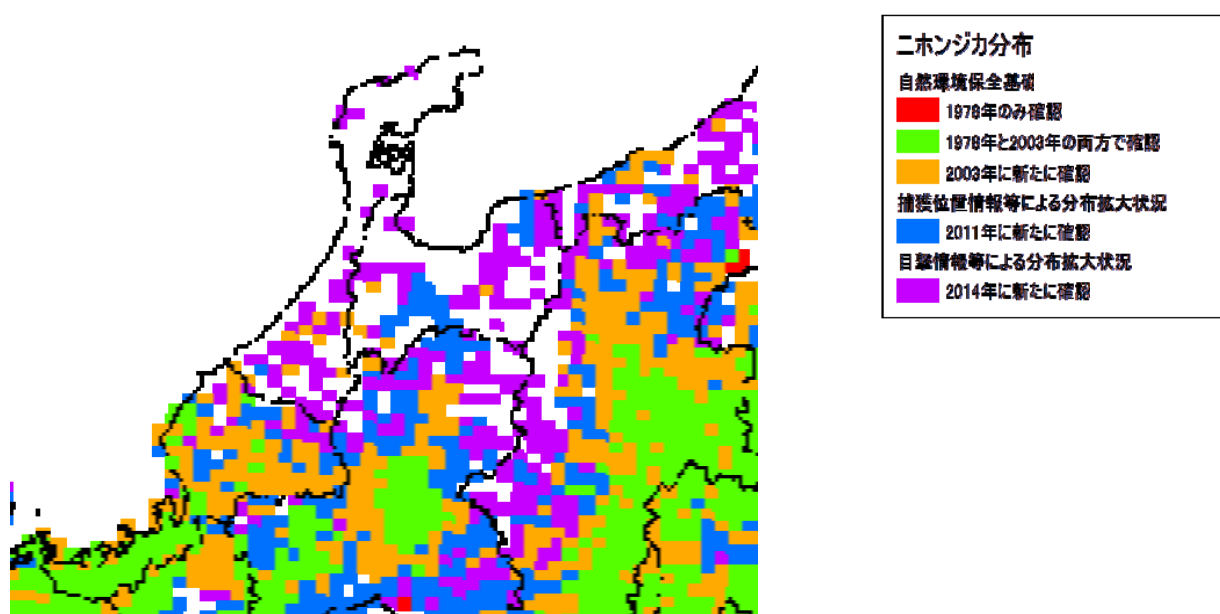 ニホンジカ分布
自然環境保全基礎
1978年のみ確認
1978年と2003年の両方で確認
2003年に新たに確認
捕獲位置情報等による分布拡大状況
2011年に新たに確認
目撃情報等による分布拡大状況
2014年に新たに確認